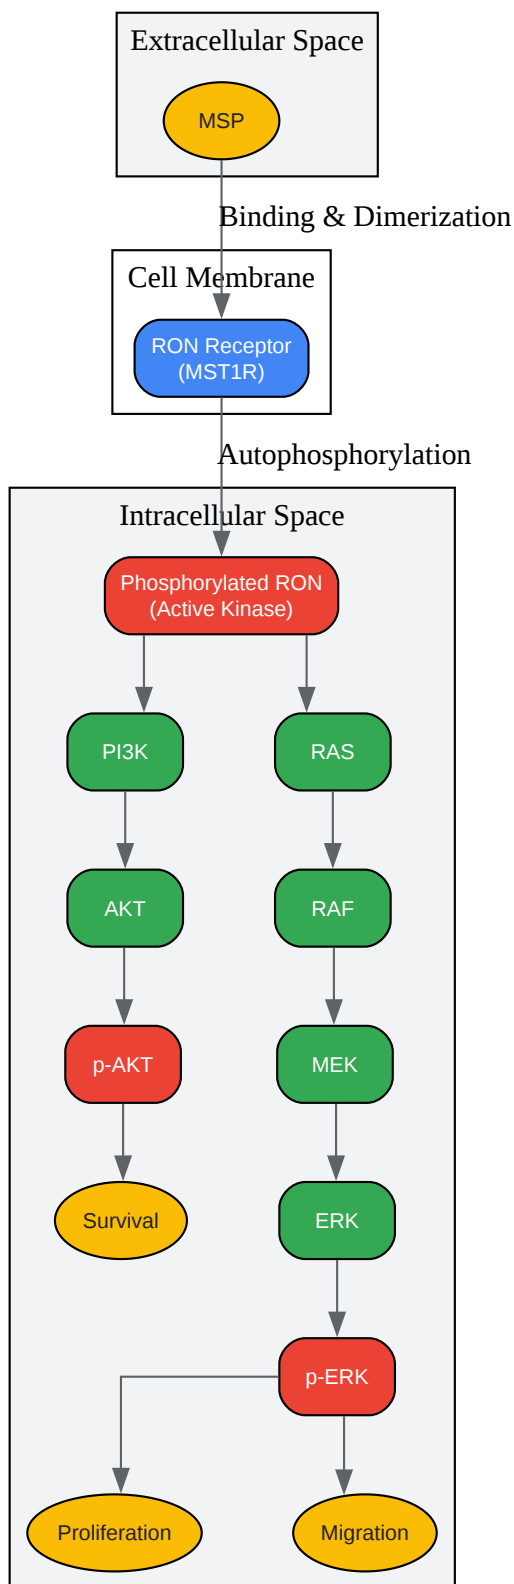 Extracellular Space
MSP
Binding & Dimerization
Cell Membrane
RON Receptor
(MST1R)
Autophosphorylation
Intracellular Space
Phosphorylated RON
(Active Kinase)
PI3K
RAS
AKT
RAF
p-AKT
MEK
Survival
ERK
p-ERK
Proliferation
Migration